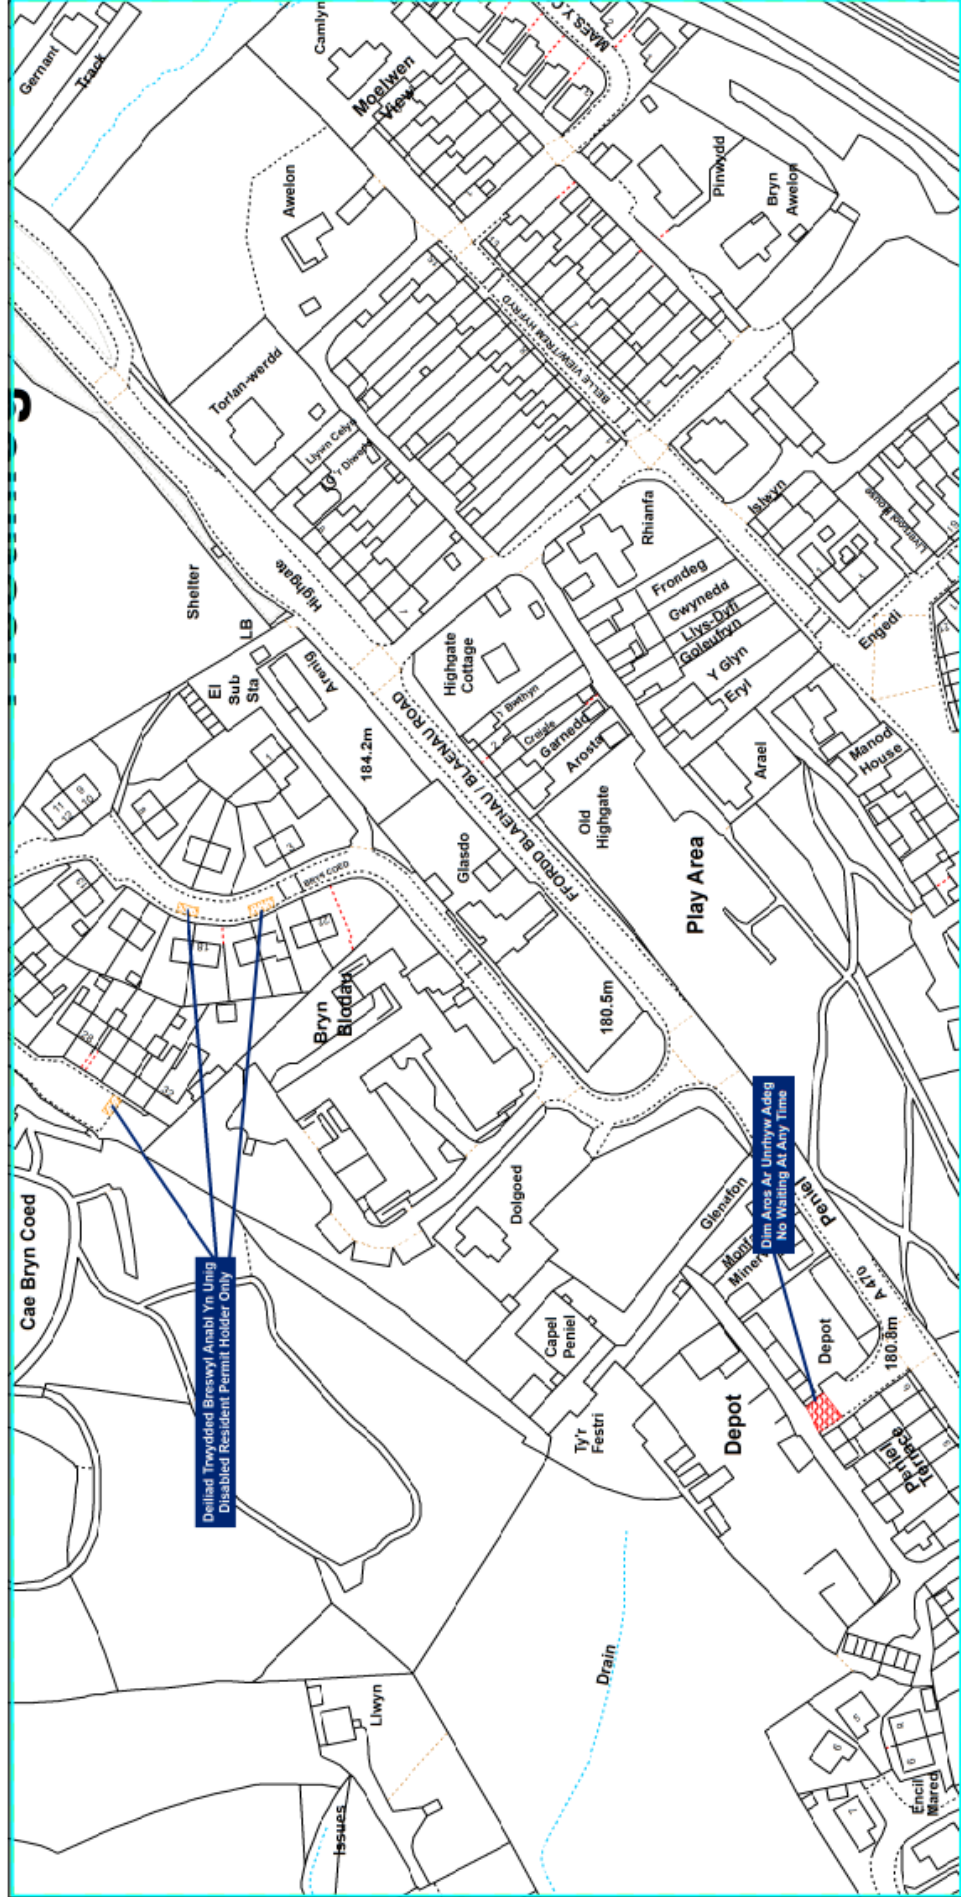 Gernant
Track
Camlyn
Moelwen
View
MAES.Y.C
Awelon
Pinwydd
Bryn
Awelon
Torlan-werdd
Llwyn Celyn
BELLE VIEW/TREM HYFRYD
Shelter
Highgate
LB
El
Sub
Sta
Arenig
Highgate
Cottage
Rhianfa
Islwyn
Liverpool House
Frondeg
Gwynedd
Llys-Dyfi
Goleufryn
Y Glyn
Eryl
Engedi
Bwthyn
Creigle
Garnedd
Arosfa
184.2m
FFORDD BLAENAU / BLAENAU ROAD
Old
Highgate
Arael
Manod
House
Glasdo
BRYN COED
Play Area
Bryn
Blodau
180.5m
Cae Bryn Coed
Dolgoed
Glenafon
Peniel
Deiliad Trwydded Breswyl Anabl Yn Unig
Disabled Resident Permit Holder Only
Dim Aros Ar Unrhyw Adeg
No Waiting At Any Time
A 470
180.8m
Capel
Peniel
Ty'r
Festri
Depot
Depot
Peniel
Terrace
Drain
Llwyn
Issues
Encil
Mared